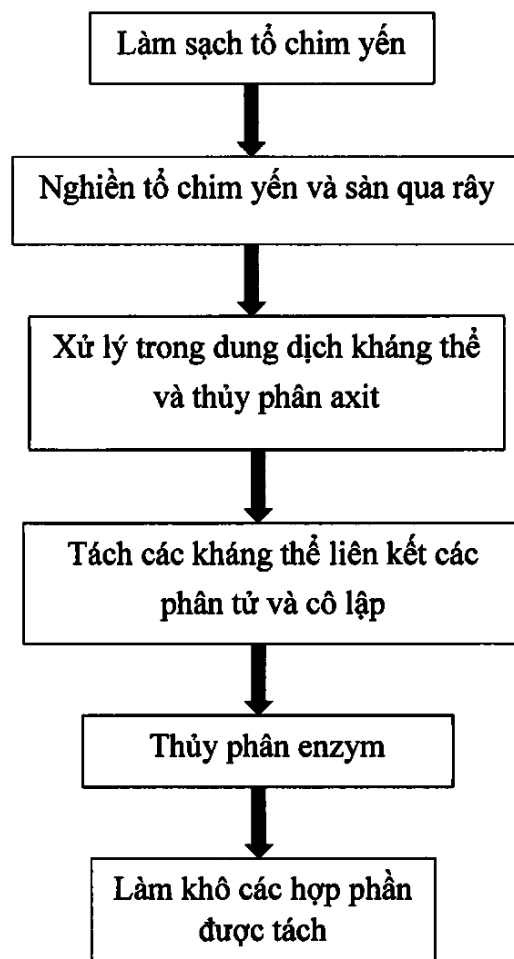 Làm sạch tổ chim yến
Nghiền tổ chim yến và sàn qua rây
Xử lý trong dung dịch kháng thể
và thủy phân axit
Tách các kháng thể liên kết các
phân tử và cô lập
Thủy phân enzym
Làm khô các hợp phần
được tách